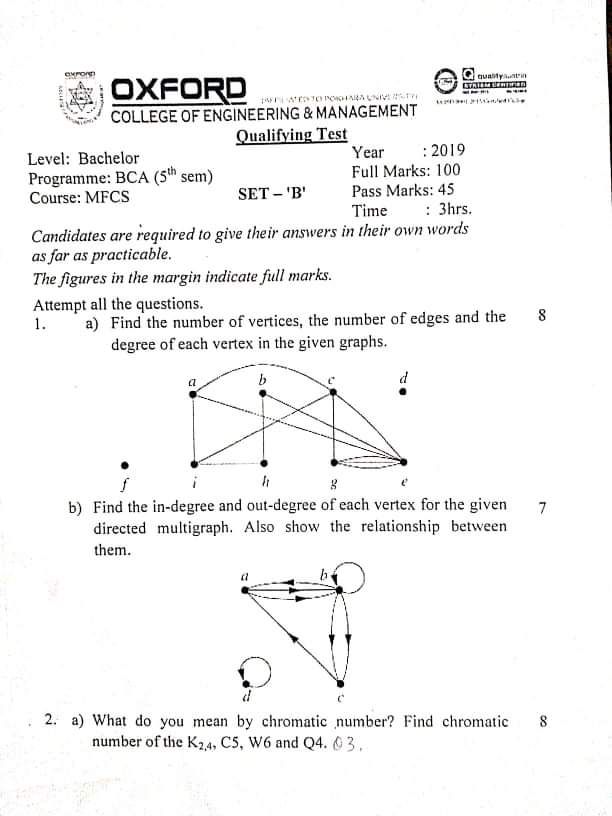 OXFORD
OXFORD
(AFFILIATED TO POKHARA UNIVERSITY)
COLLEGE OF ENGINEERING & MANAGEMENT
Quality
SYSTEM CERTIFIED
Qualifying Test
Level: Bachelor
Year : 2019
Programme: BCA (5th sem)
Full Marks: 100
Course: MFCS
SET – 'B'
Pass Marks: 45
Time : 3hrs.
Candidates are required to give their answers in their own words
as far as practicable.
The figures in the margin indicate full marks.
Attempt all the questions.
1. a) Find the number of vertices, the number of edges and the 8
degree of each vertex in the given graphs.
a b c d
f i h g e
b) Find the in-degree and out-degree of each vertex for the given 7
directed multigraph. Also show the relationship between
them.
a b
d c
2. a) What do you mean by chromatic number? Find chromatic 8
number of the K2,4, C5, W6 and Q4. Q3.